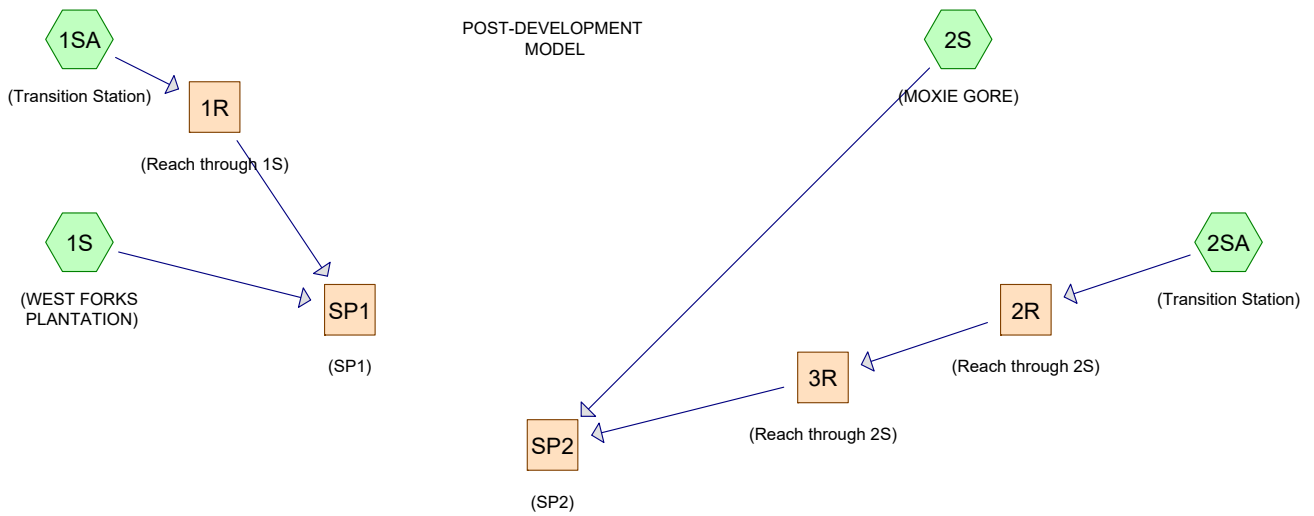 1SA
(Transition Station)
1R
(Reach through 1S)
1S
(WEST FORKS
PLANTATION)
SP1
(SP1)
POST-DEVELOPMENT
MODEL
2S
(MOXIE GORE)
2SA
(Transition Station)
2R
(Reach through 2S)
3R
(Reach through 2S)
SP2
(SP2)